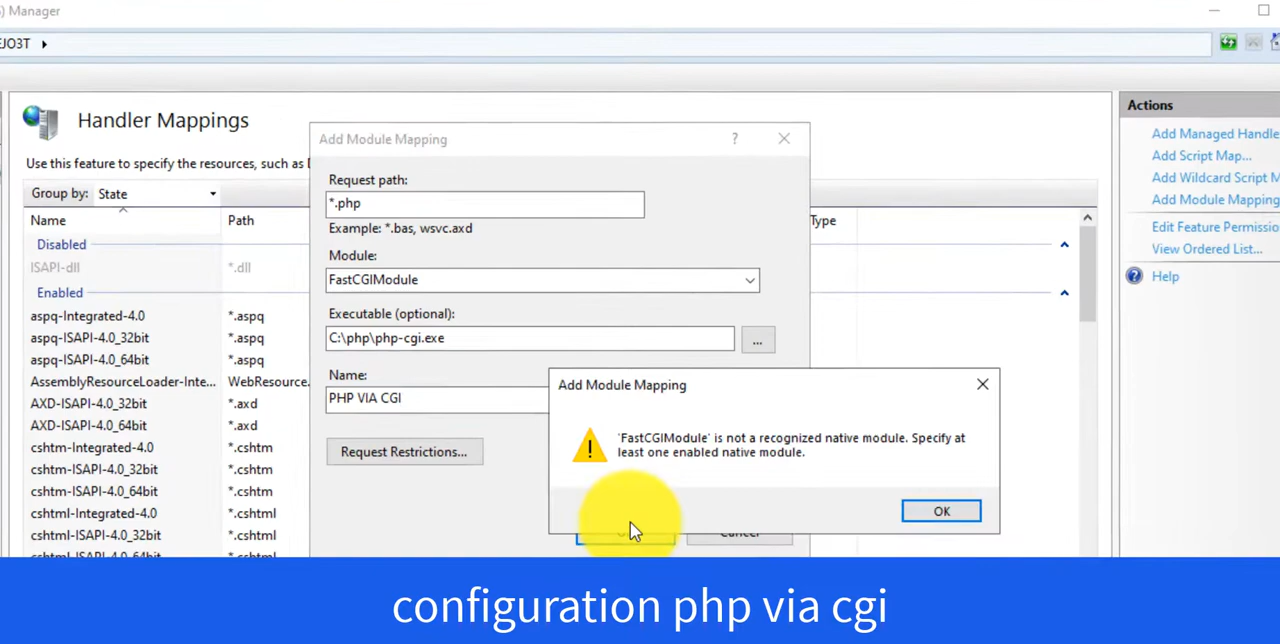 ) Manager
EJO3T
Handler Mappings
Use this feature to specify the resources, such as
Group by: State
Name
Path
Type
Disabled
ISAPI-dll
*.dll
Enabled
aspq-Integrated-4.0
*.aspq
aspq-ISAPI-4.0_32bit
*.aspq
aspq-ISAPI-4.0_64bit
*.aspq
AssemblyResourceLoader-Inte...
WebResource.
AXD-ISAPI-4.0_32bit
*.axd
AXD-ISAPI-4.0_64bit
*.axd
cshtm-Integrated-4.0
*.cshtm
cshtm-ISAPI-4.0_32bit
*.cshtm
cshtm-ISAPI-4.0_64bit
*.cshtm
cshtml-Integrated-4.0
*.cshtml
cshtml-ISAPI-4.0_32bit
*.cshtml
cshtml-ISAPI-4.0_64bit
*.cshtml
Add Module Mapping
?
Request path:
*.php
Example: *.bas, wsvc.axd
Module:
FastCGIModule
Executable (optional):
C:\php\php-cgi.exe
...
Name:
PHP VIA CGI
Request Restrictions...
Cancel
Add Module Mapping
'FastCGIModule' is not a recognized native module. Specify at
least one enabled native module.
OK
Actions
Add Managed Handle
Add Script Map...
Add Wildcard Script M
Add Module Mapping
Edit Feature Permissio
View Ordered List...
Help
configuration php via cgi